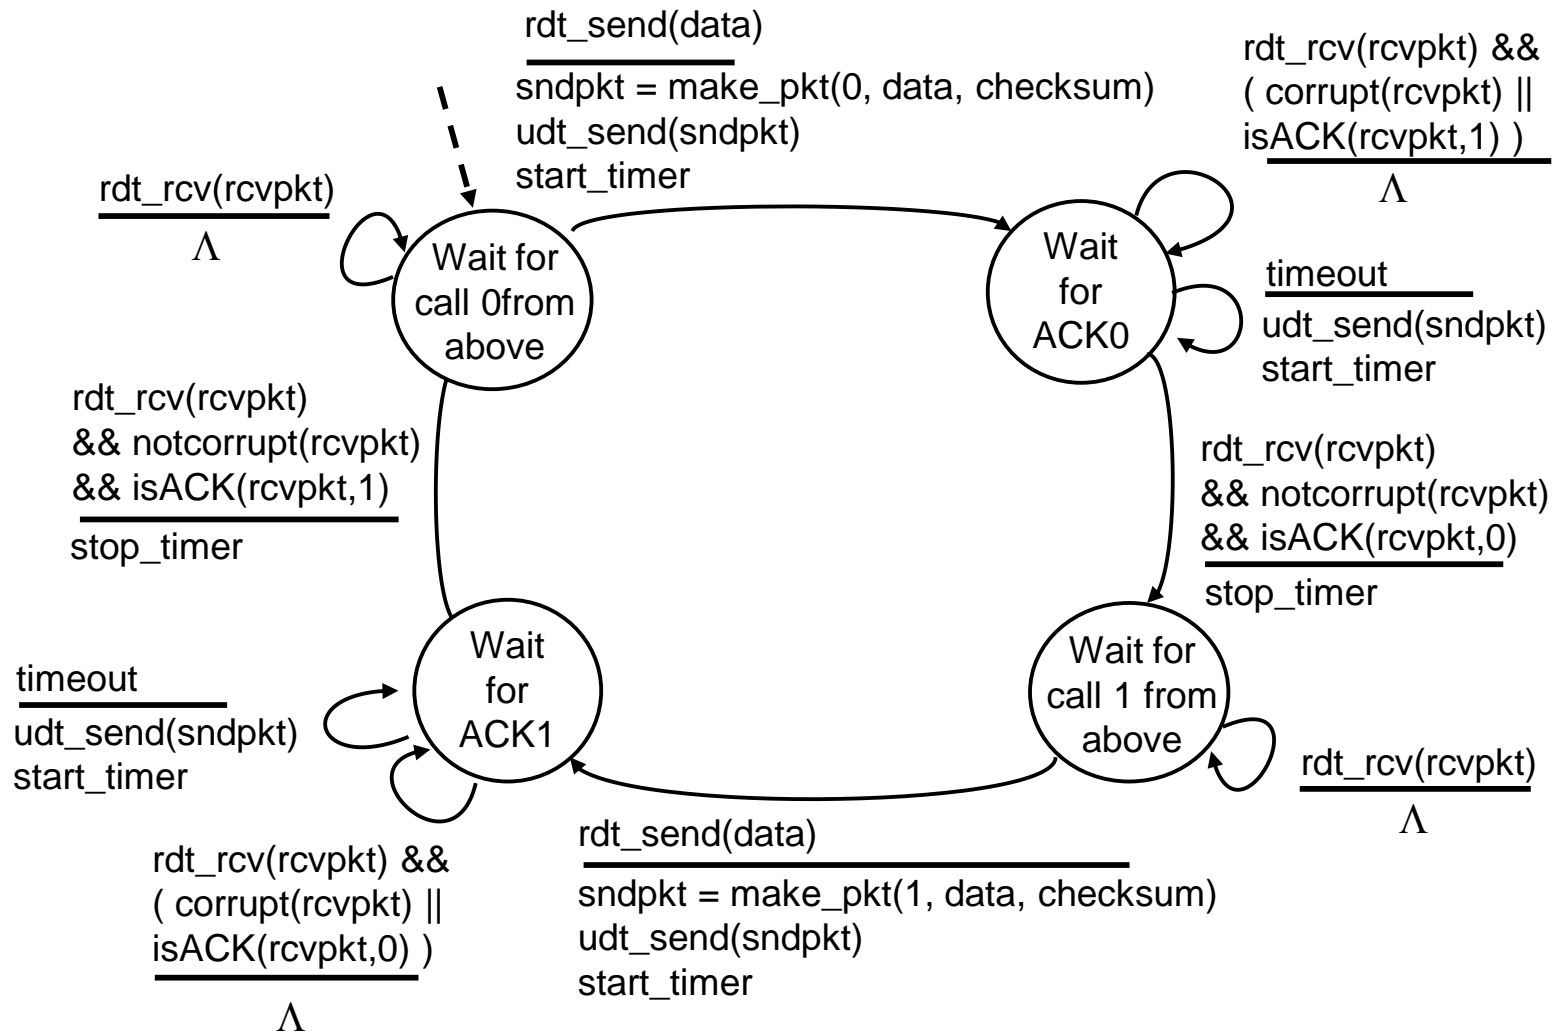 rdt_send(data)
sndpkt = make_pkt(0, data, checksum)
udt_send(sndpkt)
start_timer
rdt_rcv(rcvpkt) &&
( corrupt(rcvpkt) ||
isACK(rcvpkt,1) )
Λ
rdt_rcv(rcvpkt)
Λ
Wait for
call 0from
above
Wait
for
ACK0
timeout
udt_send(sndpkt)
start_timer
rdt_rcv(rcvpkt)
&& notcorrupt(rcvpkt)
&& isACK(rcvpkt,1)
stop_timer
rdt_rcv(rcvpkt)
&& notcorrupt(rcvpkt)
&& isACK(rcvpkt,0)
stop_timer
Wait
for
ACK1
Wait for
call 1 from
above
timeout
udt_send(sndpkt)
start_timer
rdt_rcv(rcvpkt)
Λ
rdt_rcv(rcvpkt) &&
( corrupt(rcvpkt) ||
isACK(rcvpkt,0) )
Λ
rdt_send(data)
sndpkt = make_pkt(1, data, checksum)
udt_send(sndpkt)
start_timer